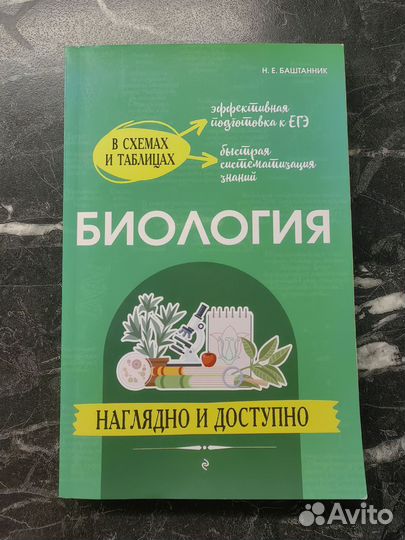 Н. Е. БАШТАННИК
В СХЕМАХ
И ТАБЛИЦАХ
эффективная
подготовка к ЕГЭ
быстрая
систематизация
знаний
БИОЛОГИЯ
НАГЛЯДНО И ДОСТУПНО
Avito